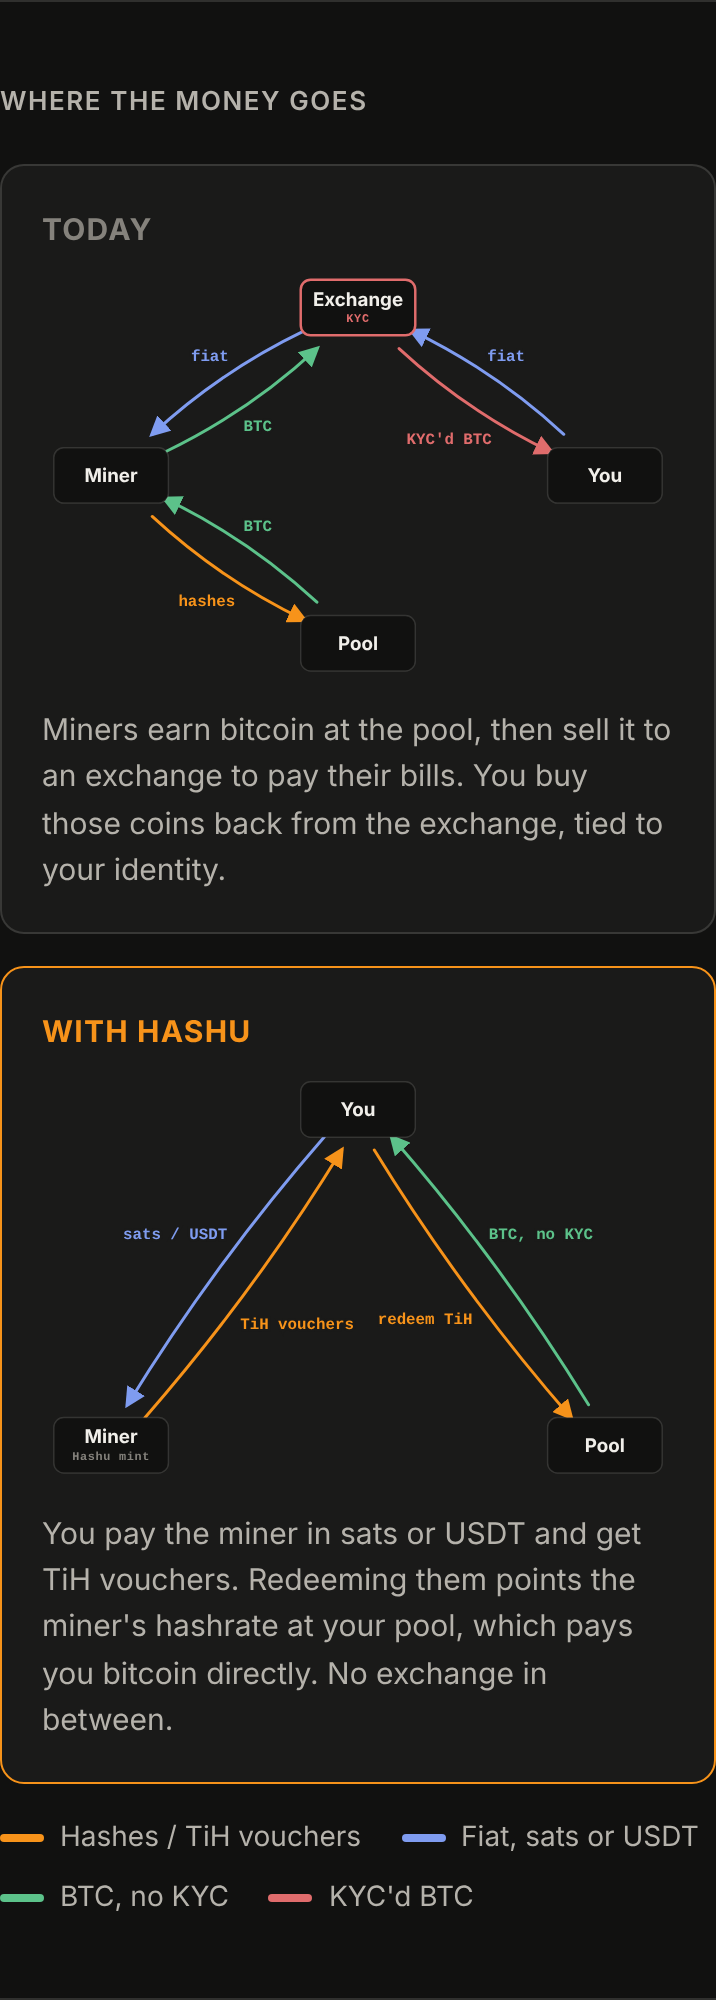 WHERE THE MONEY GOES
TODAY
Exchange
KYC
fiat
fiat
BTC
KYC'd BTC
Miner
You
BTC
hashes
Pool
Miners earn bitcoin at the pool, then sell it to
an exchange to pay their bills. You buy
those coins back from the exchange, tied to
your identity.
WITH HASHU
You
sats / USDT
BTC, no KYC
TiH vouchers
redeem TiH
Miner
Hashu mint
Pool
You pay the miner in sats or USDT and get
TiH vouchers. Redeeming them points the
miner's hashrate at your pool, which pays
you bitcoin directly. No exchange in
between.
Hashes / TiH vouchers
Fiat, sats or USDT
BTC, no KYC
KYC'd BTC